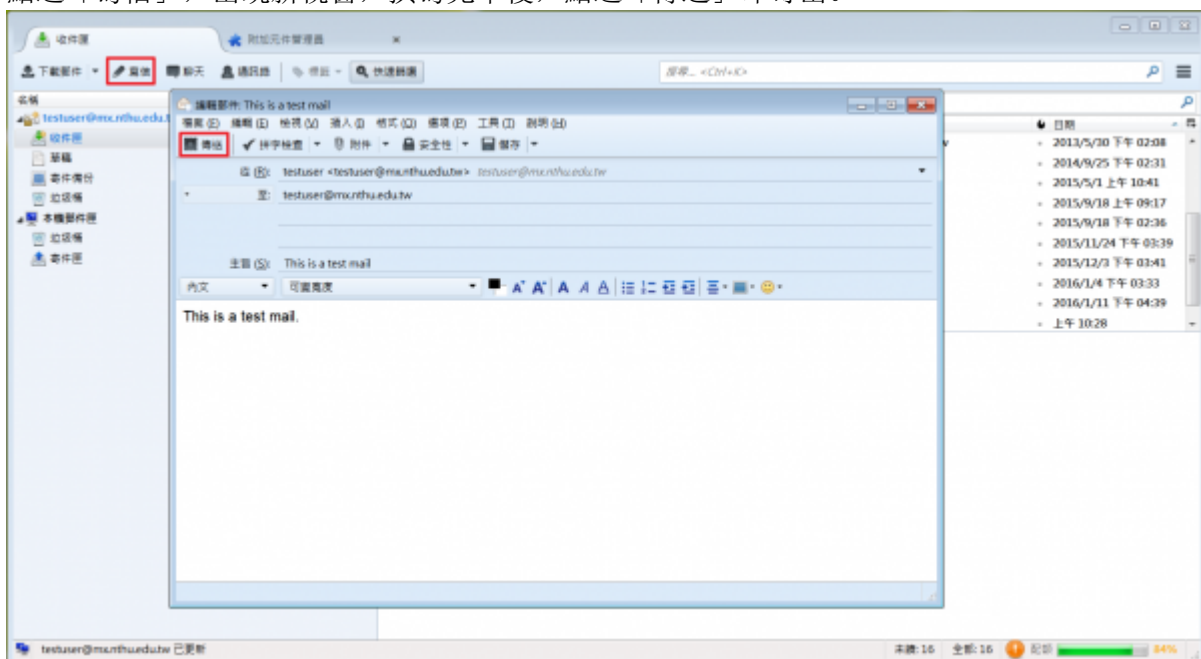 點選「寫信」，出現新視窗，撰寫完畢後，點選「傳送」即寄出。
收件匣 附加元件管理員
下載郵件 寫信 聊天 通訊錄 標籤 快速篩選 搜尋... <Ctrl+K>
名稱
testuser@mx.nthu.edu.t
收件匣
草稿
寄件備份
垃圾桶
本機郵件匣
垃圾桶
寄件匣
編輯郵件: This is a test mail
檔案(F) 編輯(E) 檢視(V) 插入(I) 格式(O) 選項(P) 工具(T) 說明(H)
傳送 拼字檢查 附件 安全性 儲存
從(R): testuser <testuser@mx.nthu.edu.tw> testuser@mx.nthu.edu.tw
至: testuser@mx.nthu.edu.tw
主旨(S): This is a test mail
內文 可變寬度
This is a test mail.
日期
2013/5/30 下午 02:08
2014/9/25 下午 02:31
2015/5/1 上午 10:41
2015/9/18 上午 09:17
2015/9/18 下午 02:36
2015/11/24 下午 03:39
2015/12/3 下午 03:41
2016/1/4 下午 03:33
2016/1/11 下午 04:39
上午 10:28
testuser@mx.nthu.edu.tw 已更新 未讀: 16 全部: 16 配額 84%